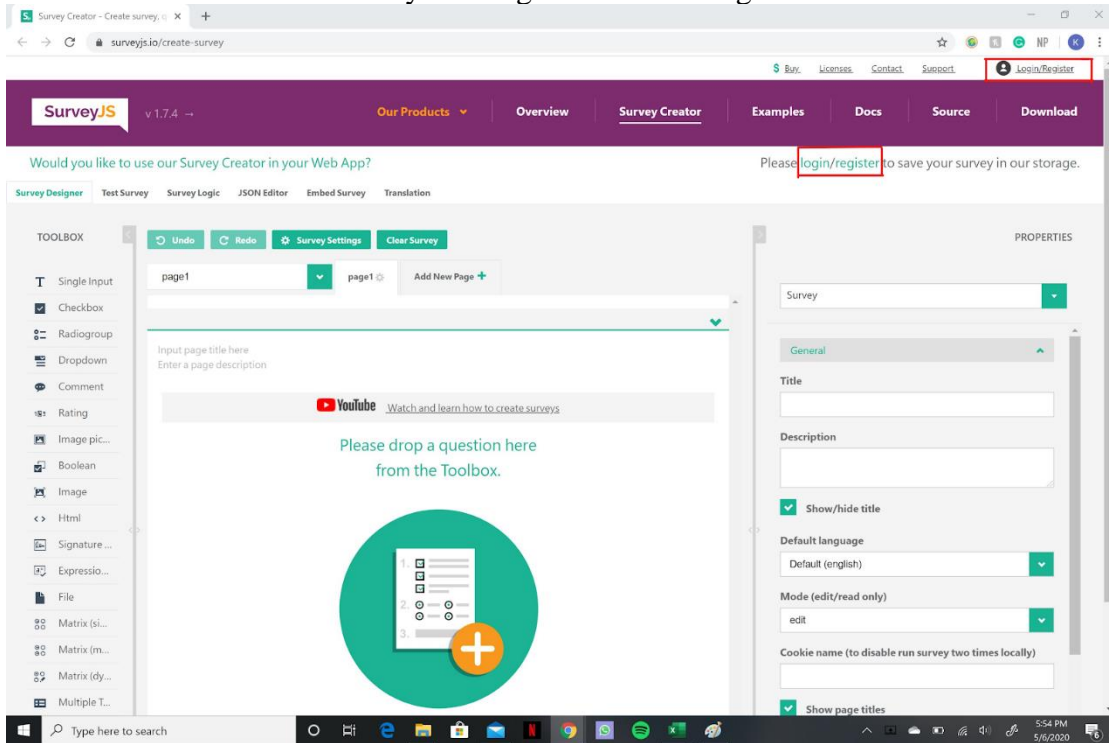 Survey Creator - Create survey, q
surveyjs.io/create-survey
NP
K
$ Buy Licenses Contact Support Login/Register
SurveyJS v 1.7.4 → Our Products Overview Survey Creator Examples Docs Source Download
Would you like to use our Survey Creator in your Web App?
Please login/register to save your survey in our storage.
Survey Designer Test Survey Survey Logic JSON Editor Embed Survey Translation
TOOLBOX
Single Input
Checkbox
Radiogroup
Dropdown
Comment
Rating
Image pic...
Boolean
Image
Html
Signature ...
Expressio...
File
Matrix (si...
Matrix (m...
Matrix (dy...
Multiple T...
Undo Redo Survey Settings Clear Survey
page1 page1 Add New Page
Input page title here
Enter a page description
YouTube Watch and learn how to create surveys
Please drop a question here
from the Toolbox.
1.
2.
3.
PROPERTIES
Survey
General
Title
Description
Show/hide title
Default language
Default (english)
Mode (edit/read only)
edit
Cookie name (to disable run survey two times locally)
Show page titles
Type here to search
5:54 PM
5/6/2020
6